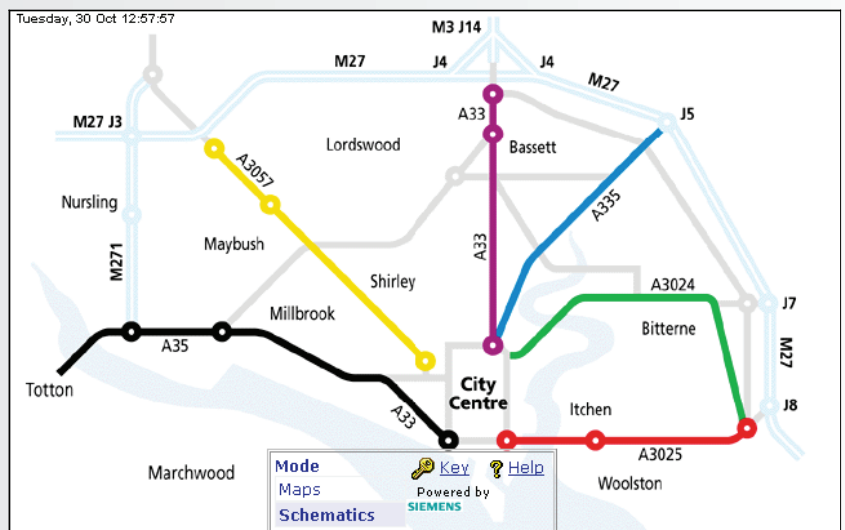 Tuesday, 30 Oct 12:57:57
M3 J14
M27
J4
J4
M27
M27 J3
A33
J5
Lordswood
Bassett
A3057
Nursling
A335
Maybush
A33
M271
Shirley
A3024
J7
Millbrook
Bitterne
A35
M27
Totton
City
Centre
A33
Itchen
J8
A3025
Marchwood
Woolston
Mode
Key
Help
Maps
Powered by
SIEMENS
Schematics